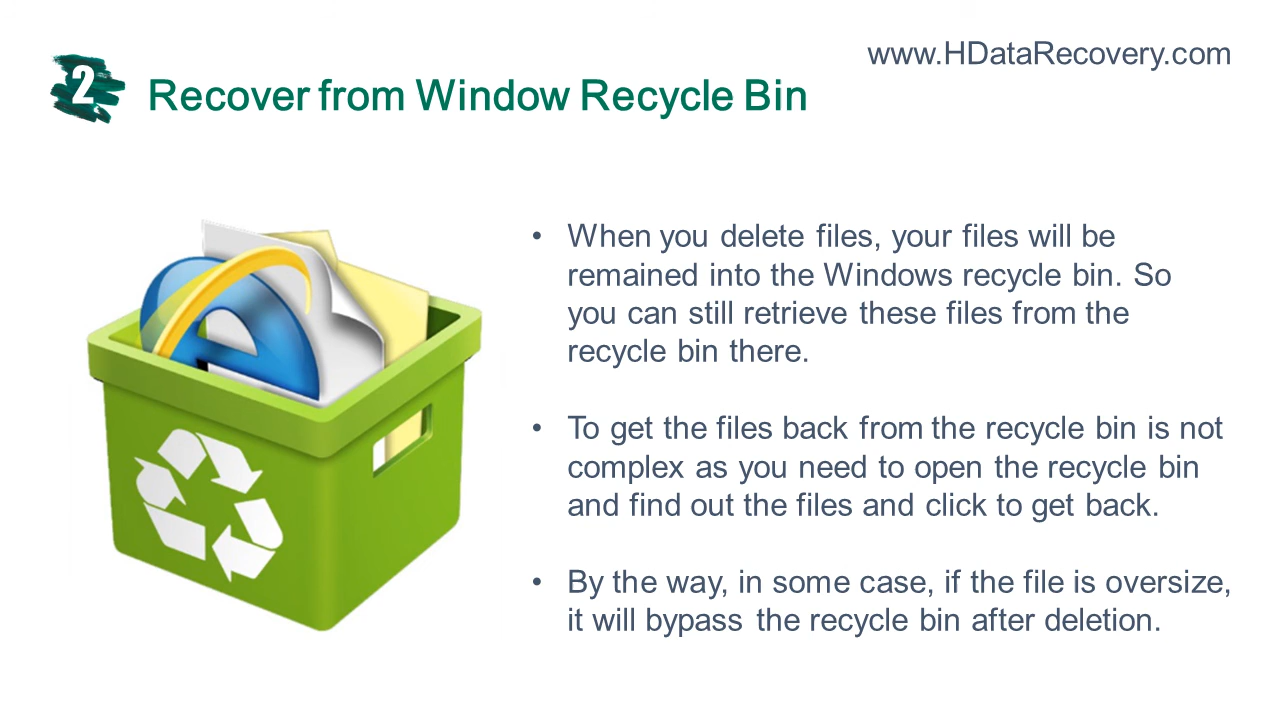 www.HDataRecovery.com
2
Recover from Window Recycle Bin
• When you delete files, your files will be
remained into the Windows recycle bin. So
you can still retrieve these files from the
recycle bin there.
• To get the files back from the recycle bin is not
complex as you need to open the recycle bin
and find out the files and click to get back.
• By the way, in some case, if the file is oversize,
it will bypass the recycle bin after deletion.